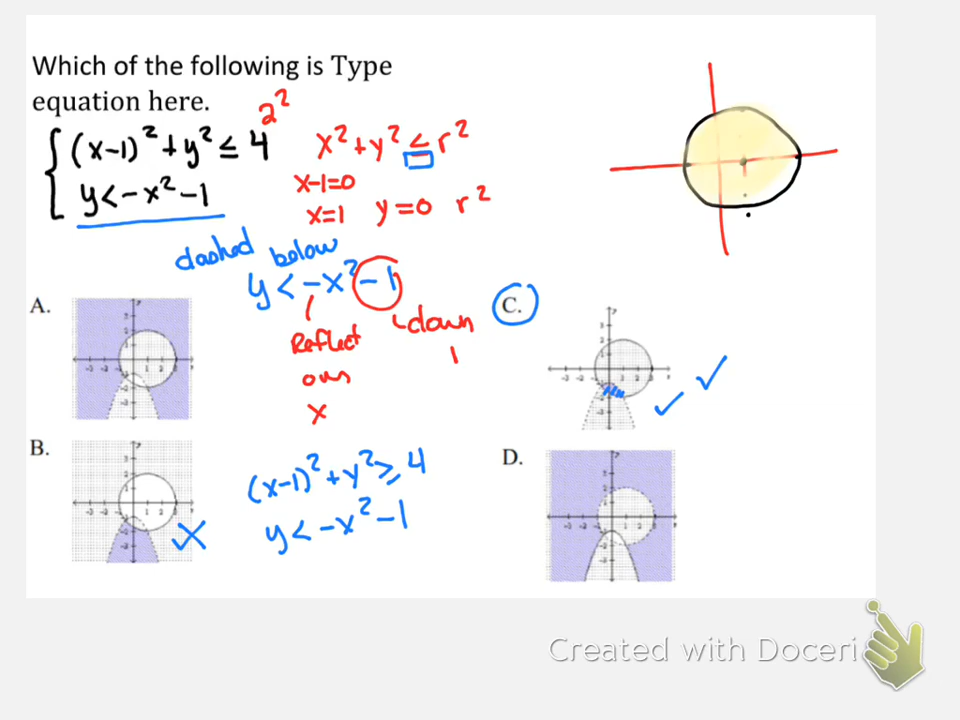 Which of the following is Type
equation here.
2²
(x-1)² + y² ≤ 4
y < -x² - 1
x² + y² ≤ r²
x-1=0
x=1 y=0 r²
dashed below
y < -x² - 1
Reflect
over
x
down
1
A.
B.
(x-1)² + y² ≥ 4
y < -x² - 1
C.
D.
Created with Doceri